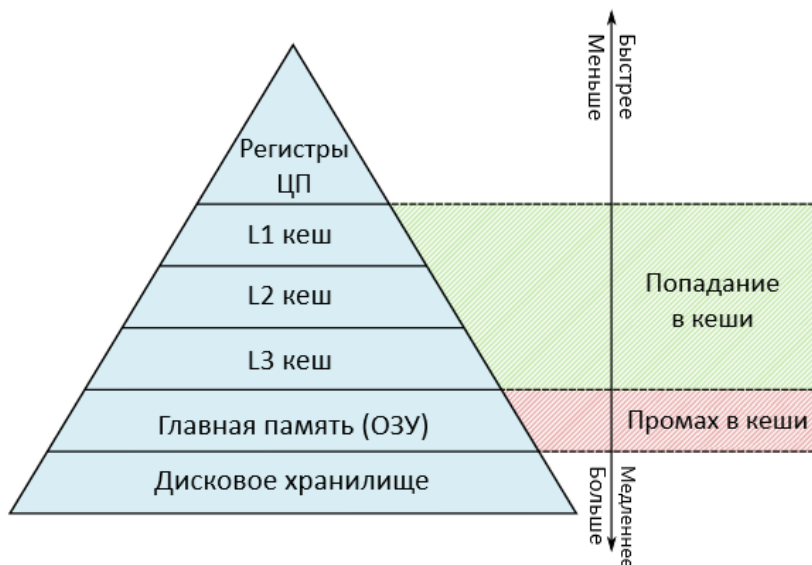 Быстрее
Меньше
Регистры
ЦП
L1 кеш
L2 кеш
L3 кеш
Попадание
в кеши
Главная память (ОЗУ)
Промах в кеши
Дисковое хранилище
Медленнее
Больше